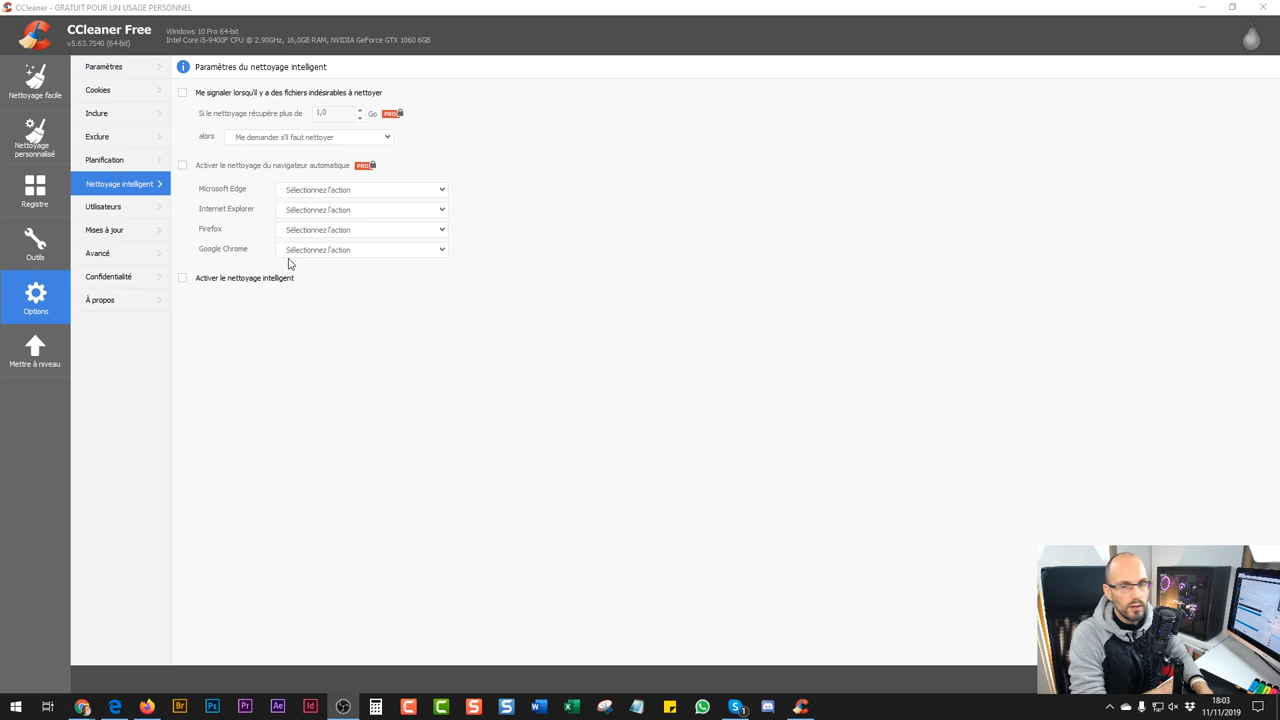 CCleaner - GRATUIT POUR UN USAGE PERSONNEL
CCleaner Free
v5.63.7540 (64-bit)
Windows 10 Pro 64-bit
Intel Core i5-9400F CPU @ 2.90GHz, 16,0GB RAM, NVIDIA GeForce GTX 1060 6GB
Nettoyage facile
Nettoyage personnalisé
Registre
Outils
Options
Mettre à niveau
Paramètres
Cookies
Inclure
Exclure
Planification
Nettoyage intelligent
Utilisateurs
Mises à jour
Avancé
Confidentialité
À propos
Paramètres du nettoyage intelligent
Me signaler lorsqu'il y a des fichiers indésirables à nettoyer
Si le nettoyage récupère plus de 1,0 Go PRO
alors Me demander s'il faut nettoyer
Activer le nettoyage du navigateur automatique PRO
Microsoft Edge Sélectionnez l'action
Internet Explorer Sélectionnez l'action
Firefox Sélectionnez l'action
Google Chrome Sélectionnez l'action
Activer le nettoyage intelligent
Br Ps Pr Ae Id
18:03
11/11/2019